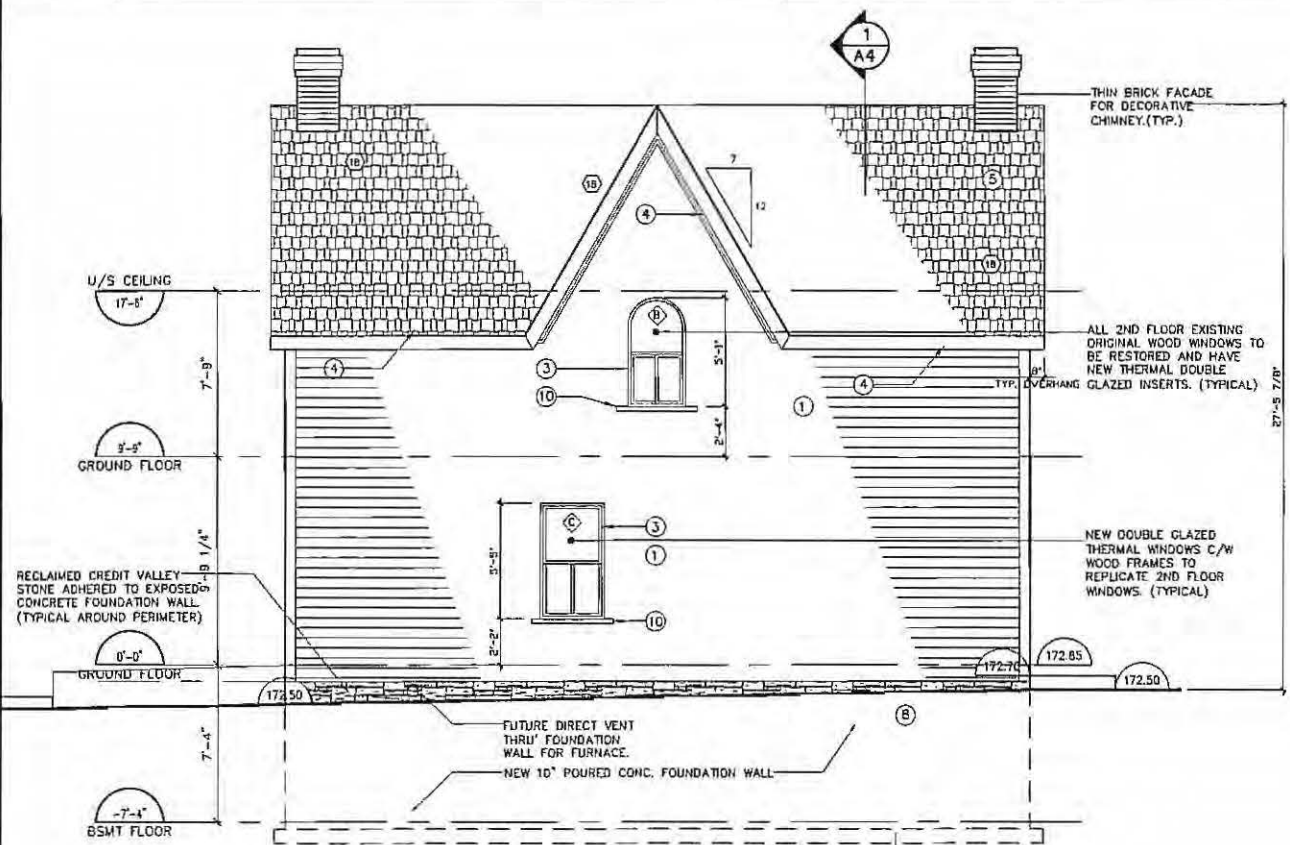 1
A4
THIN BRICK FACADE
FOR DECORATIVE
CHIMNEY.(TYP.)
18
18
7
12
5
4
18
U/S CEILING
B
5'-1"
ALL 2ND FLOOR EXISTING
ORIGINAL WOOD WINDOWS TO
BE RESTORED AND HAVE
NEW THERMAL DOUBLE
GLAZED INSERTS. (TYPICAL)
8"
TYP. OVERHANG
27'-5 7/8"
4
3
4
7'-9"
10
1
2'-4"
9'-9"
GROUND FLOOR
C
3
1
5'-5"
NEW DOUBLE GLAZED
THERMAL WINDOWS C/W
WOOD FRAMES TO
REPLICATE 2ND FLOOR
WINDOWS. (TYPICAL)
9'-9 1/4"
RECLAIMED CREDIT VALLEY
STONE ADHERED TO EXPOSED
CONCRETE FOUNDATION WALL
(TYPICAL AROUND PERIMETER)
10
2'-2"
0'-0"
GROUND FLOOR
172.50
172.70
172.85
172.50
FUTURE DIRECT VENT
THRU' FOUNDATION
WALL FOR FURNACE.
8
7'-4"
NEW 10" POURED CONC. FOUNDATION WALL
-7'-4"
BSMT FLOOR